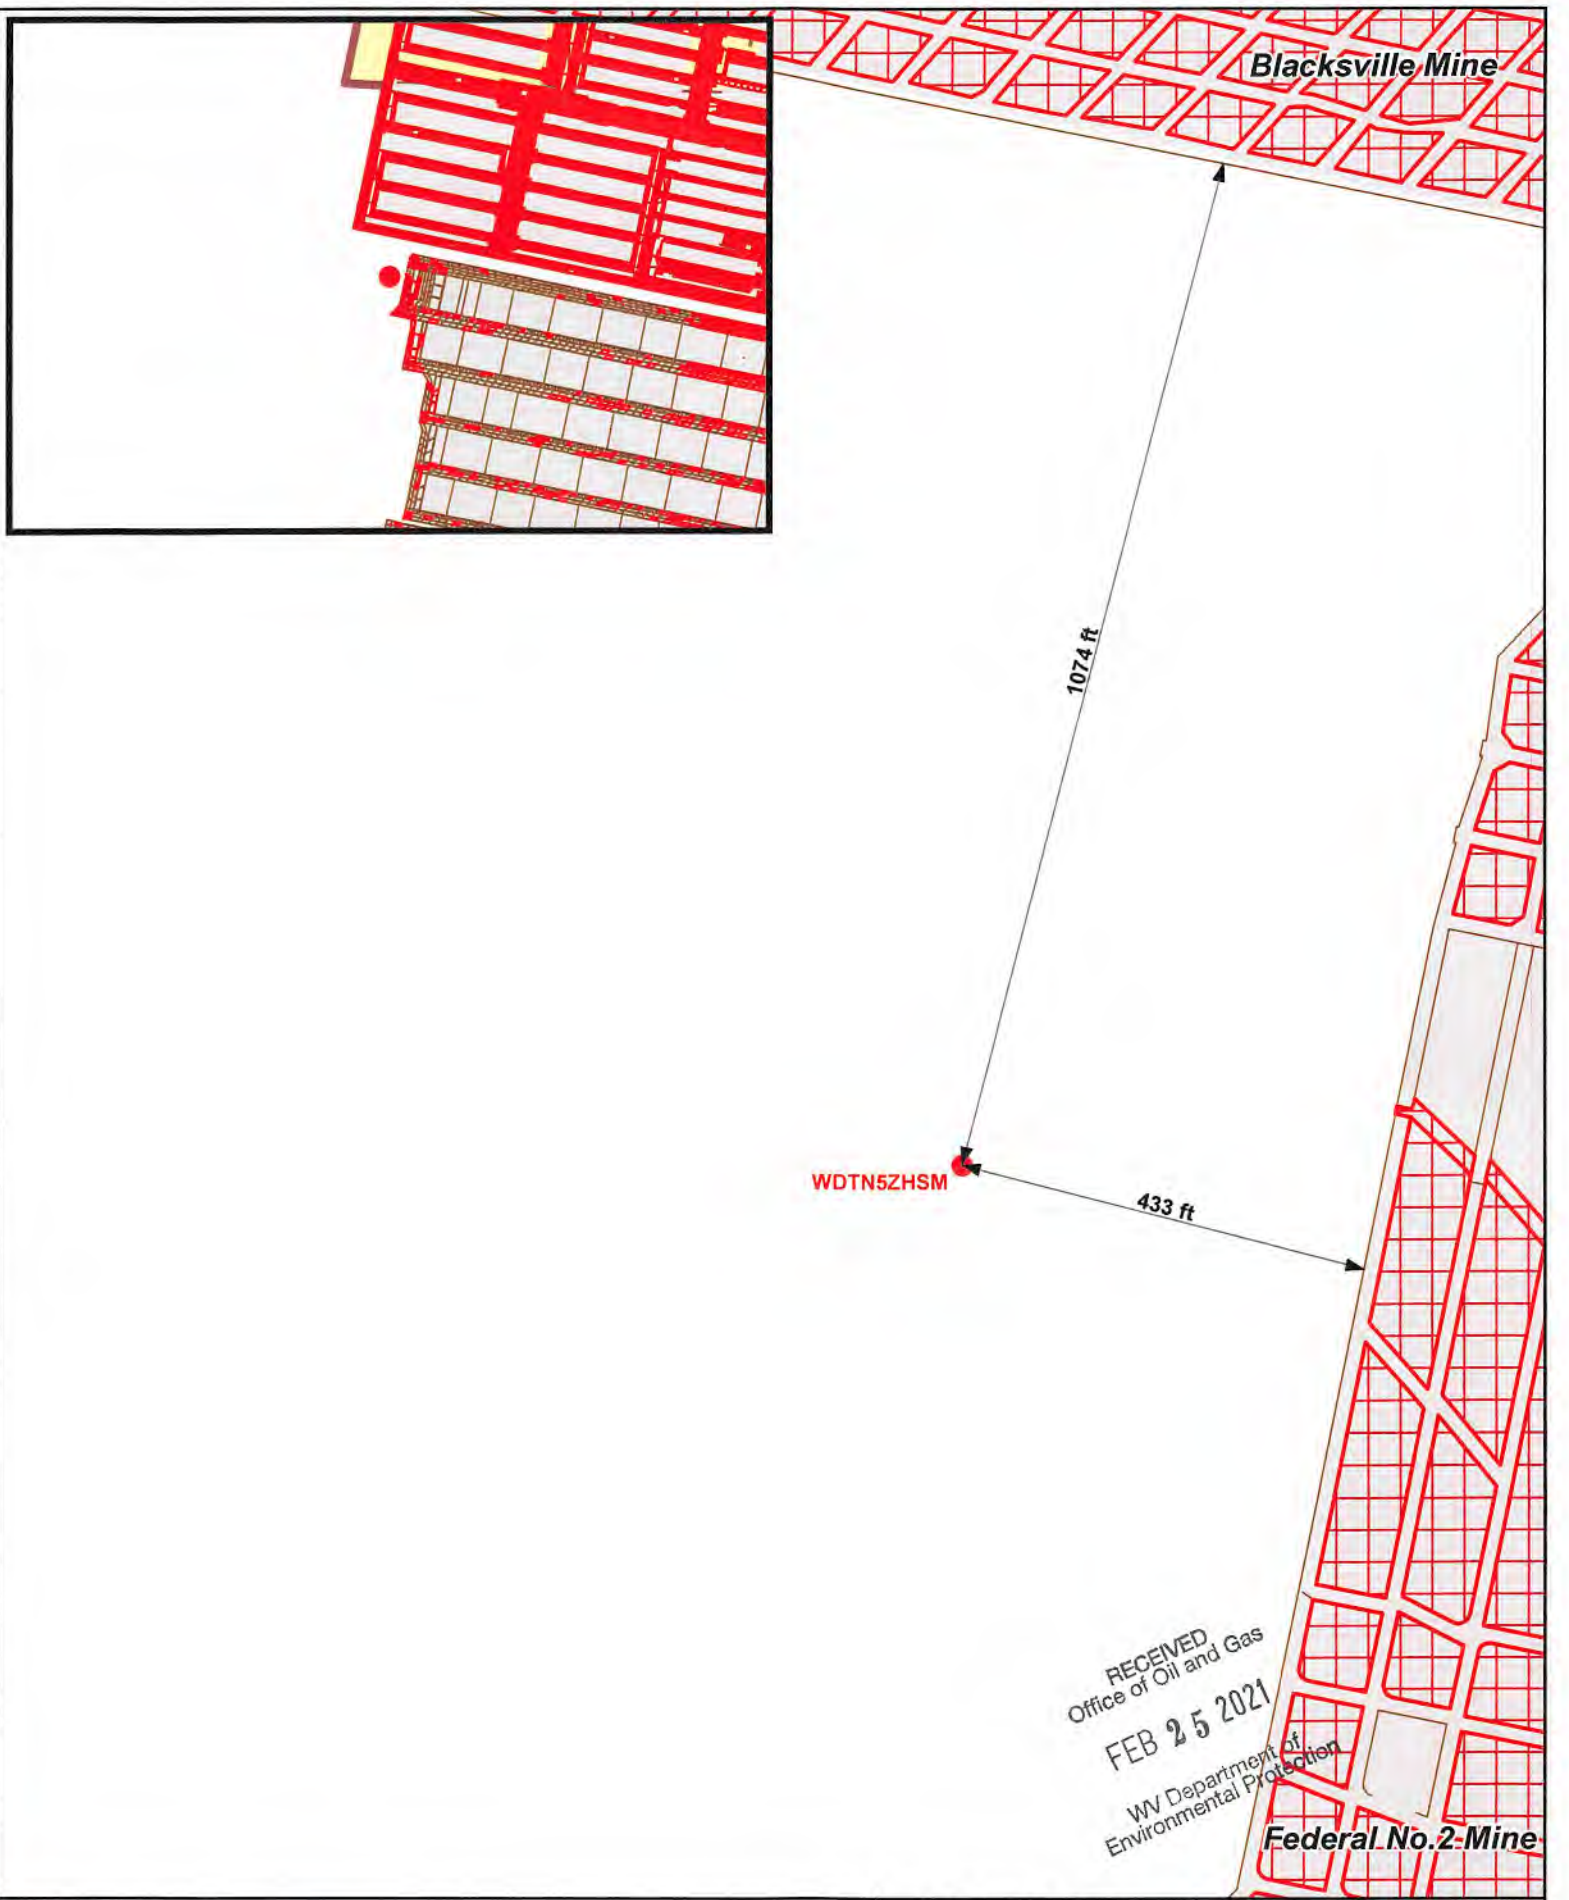 Blacksville Mine
1074 ft
WDTN5ZHSM
433 ft
RECEIVED
Office of Oil and Gas
FEB 25 2021
WV Department of
Environmental Protection
Federal No.2 Mine